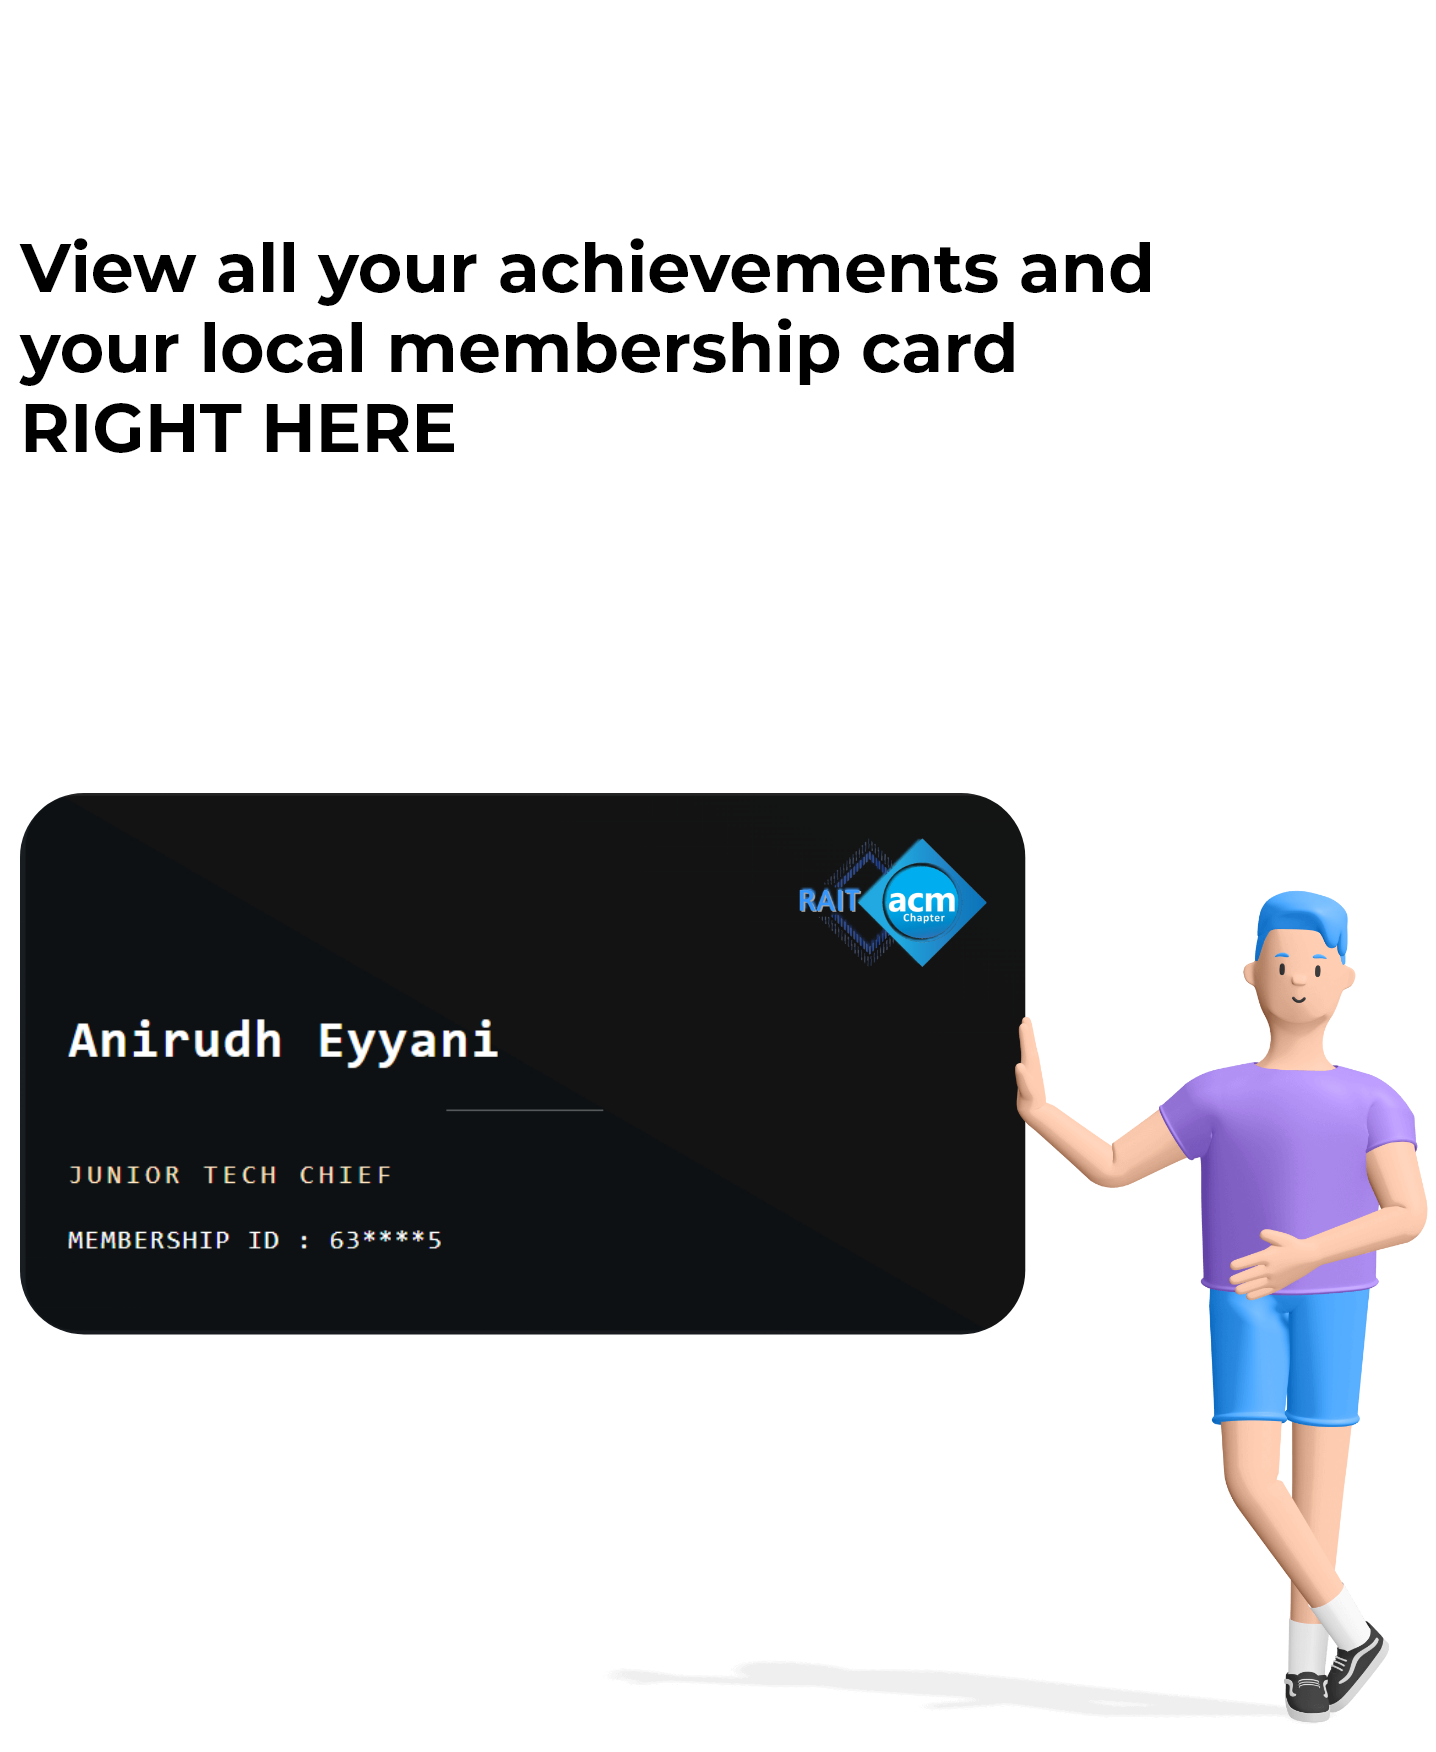 View all your achievements and
your local membership card
RIGHT HERE
RAIT acm
Chapter
Anirudh Eyyani
JUNIOR TECH CHIEF
MEMBERSHIP ID : 63****5